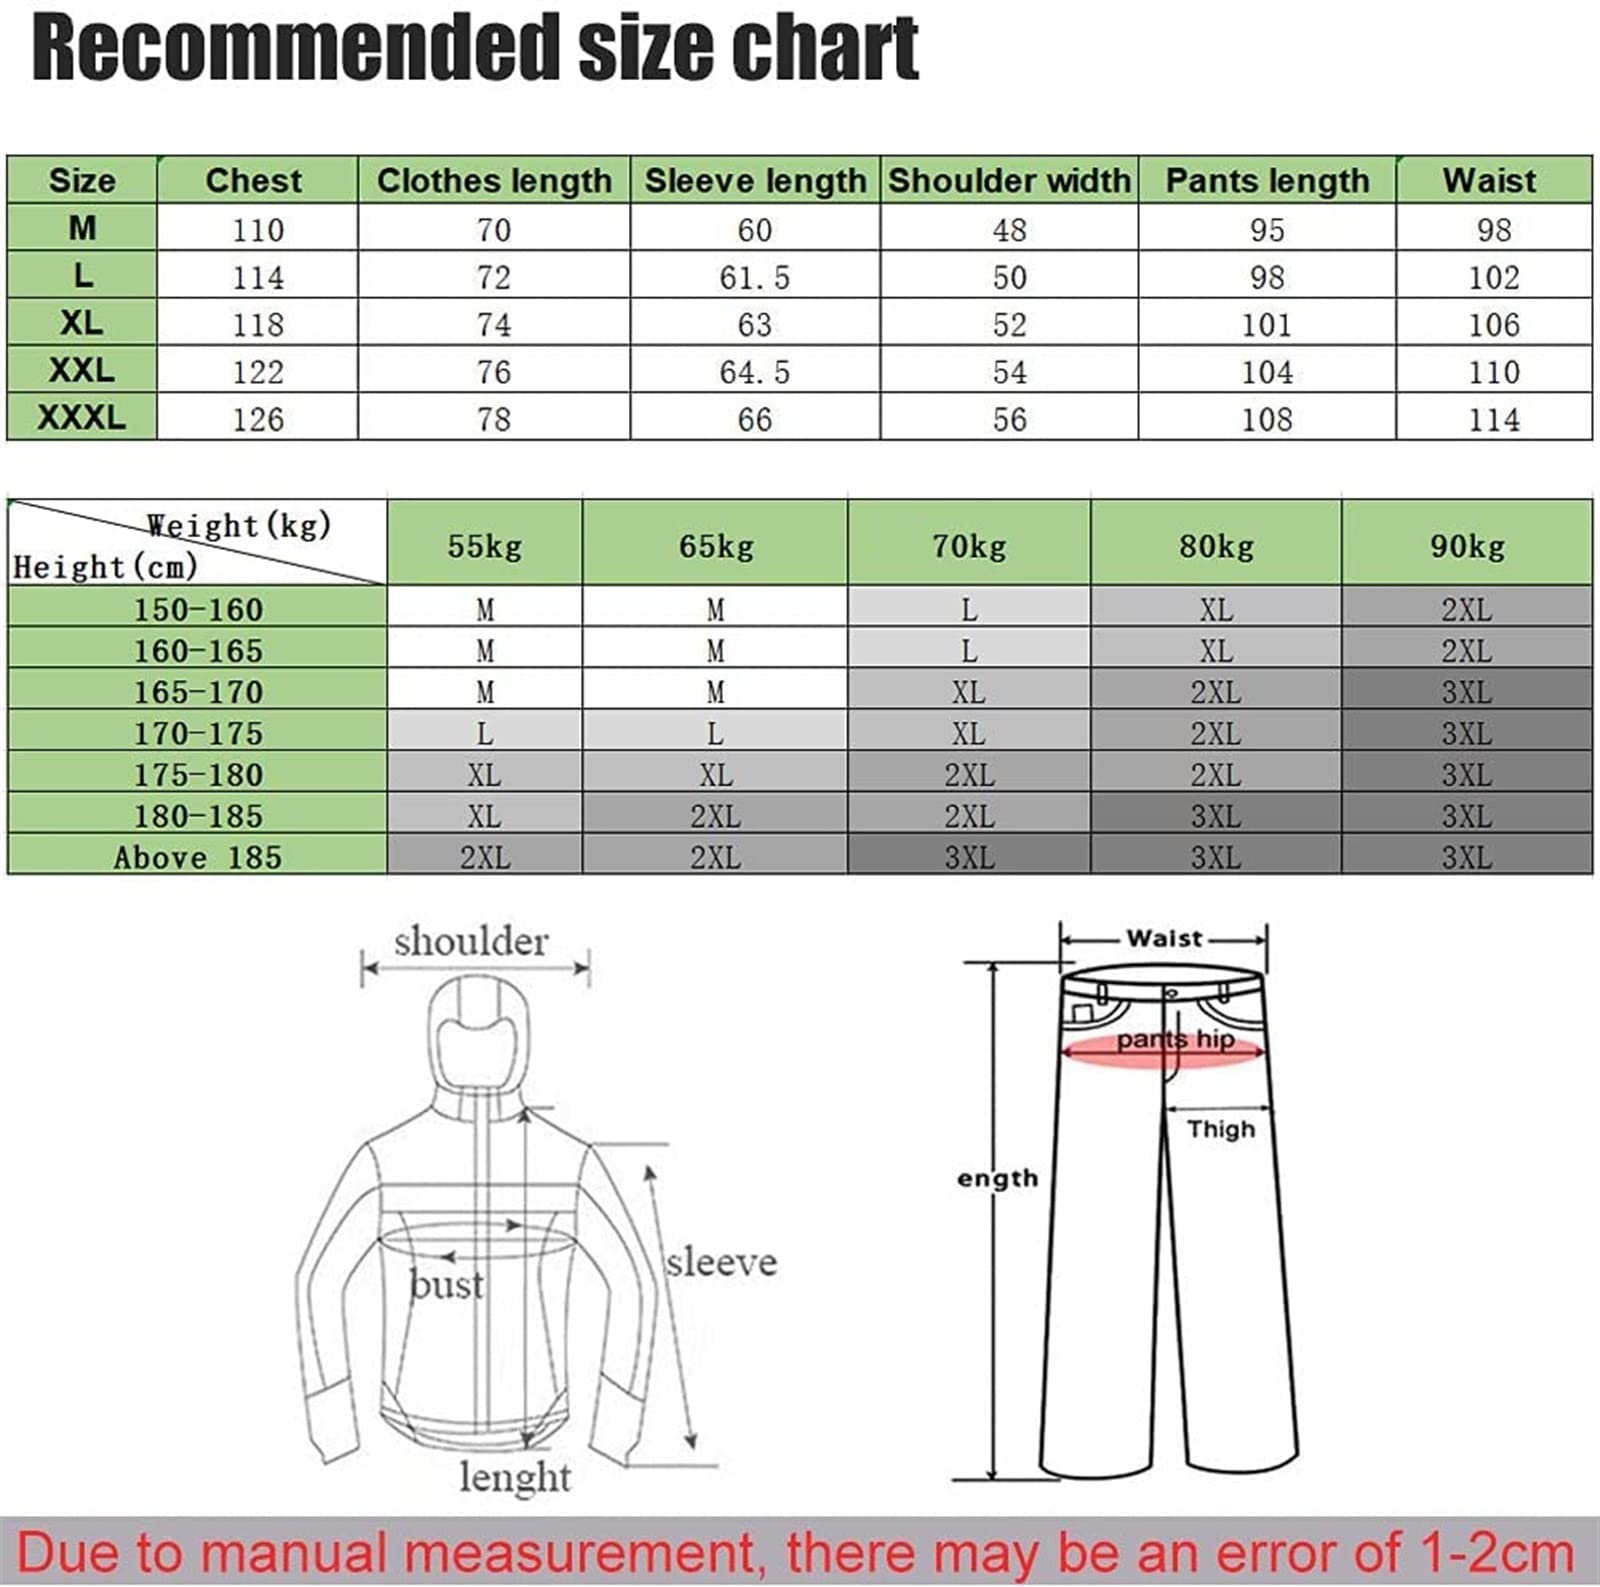 Recommended size chart
Size Chest Clothes length Sleeve length Shoulder width Pants length Waist
M 110 70 60 48 95 98
L 114 72 61.5 50 98 102
XL 118 74 63 52 101 106
XXL 122 76 64.5 54 104 110
XXXL 126 78 66 56 108 114
Weight(kg)
Height(cm)
55kg 65kg 70kg 80kg 90kg
150-160 M M L XL 2XL
160-165 M M L XL 2XL
165-170 M M XL 2XL 3XL
170-175 L L XL 2XL 3XL
175-180 XL XL 2XL 2XL 3XL
180-185 XL 2XL 2XL 3XL 3XL
Above 185 2XL 2XL 3XL 3XL 3XL
shoulder
bust
sleeve
lenght
Waist
pants hip
Thigh
ength
Due to manual measurement, there may be an error of 1-2cm